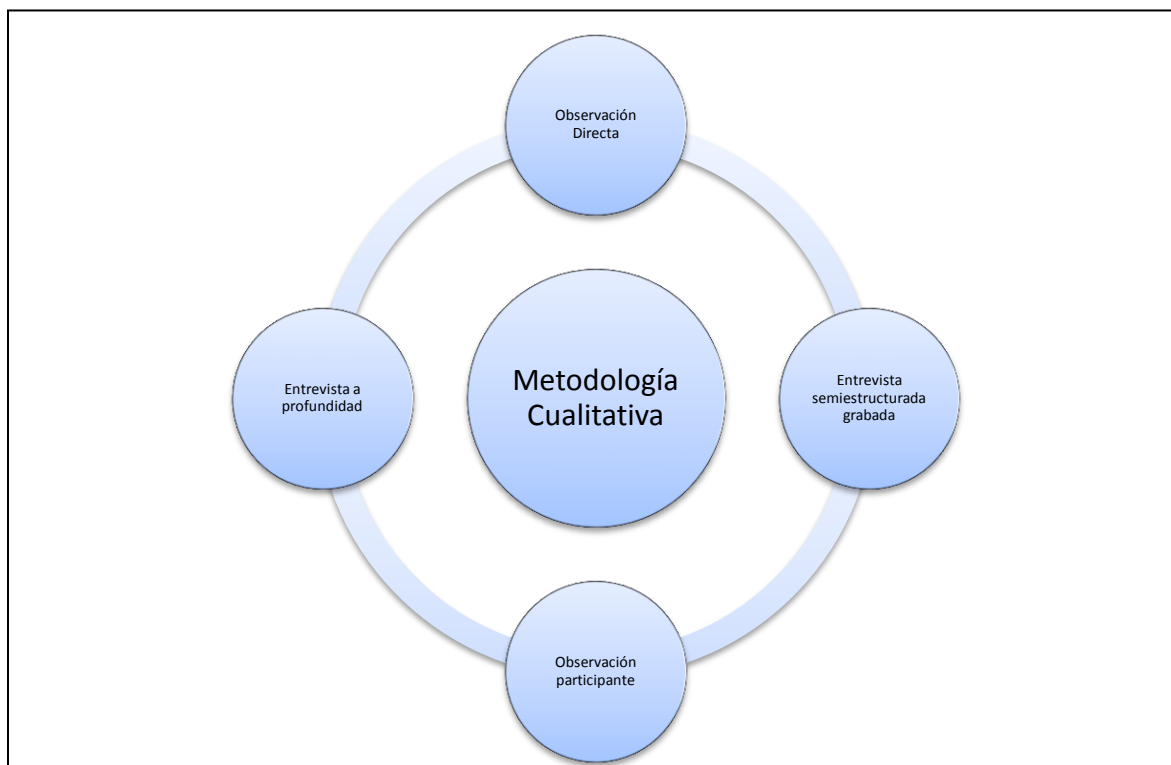 Observación
Directa
Entrevista a
profundidad
Metodología
Cualitativa
Entrevista
semiestructurada
grabada
Observación
participante